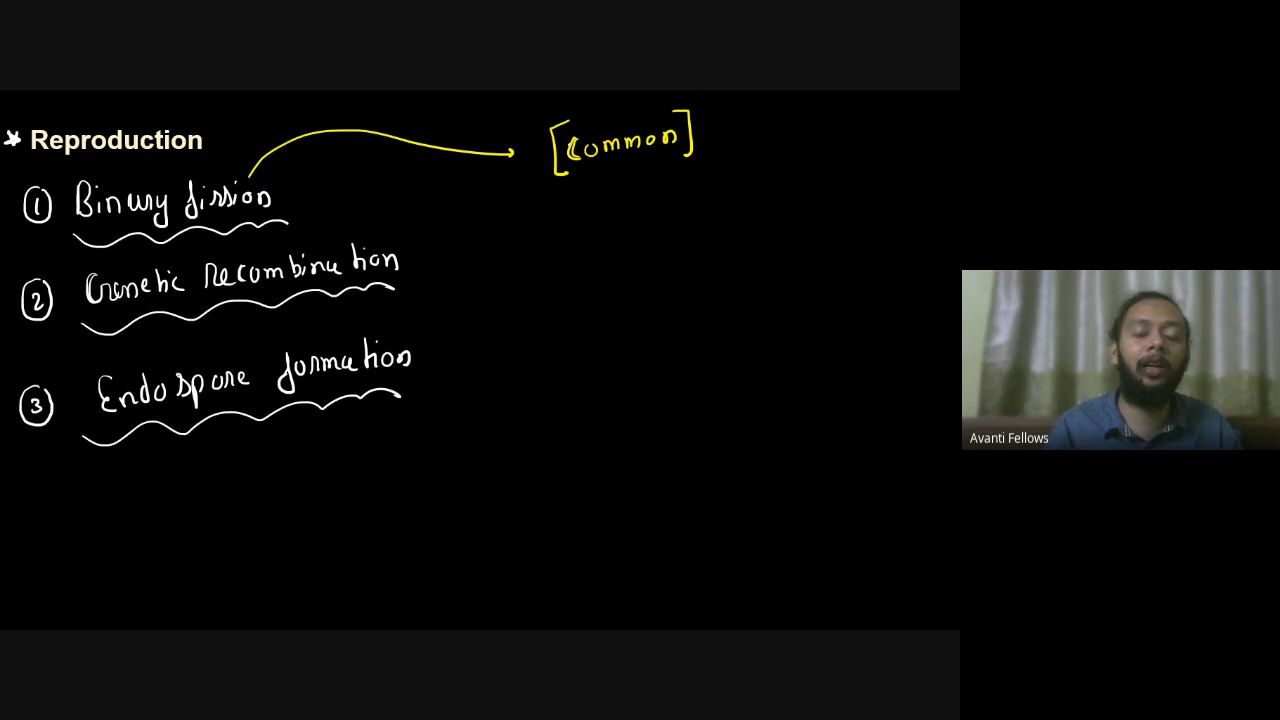 * Reproduction
[Common]
① Binary fission
② Genetic Recombination
③ Endospore formation
Avanti Fellows